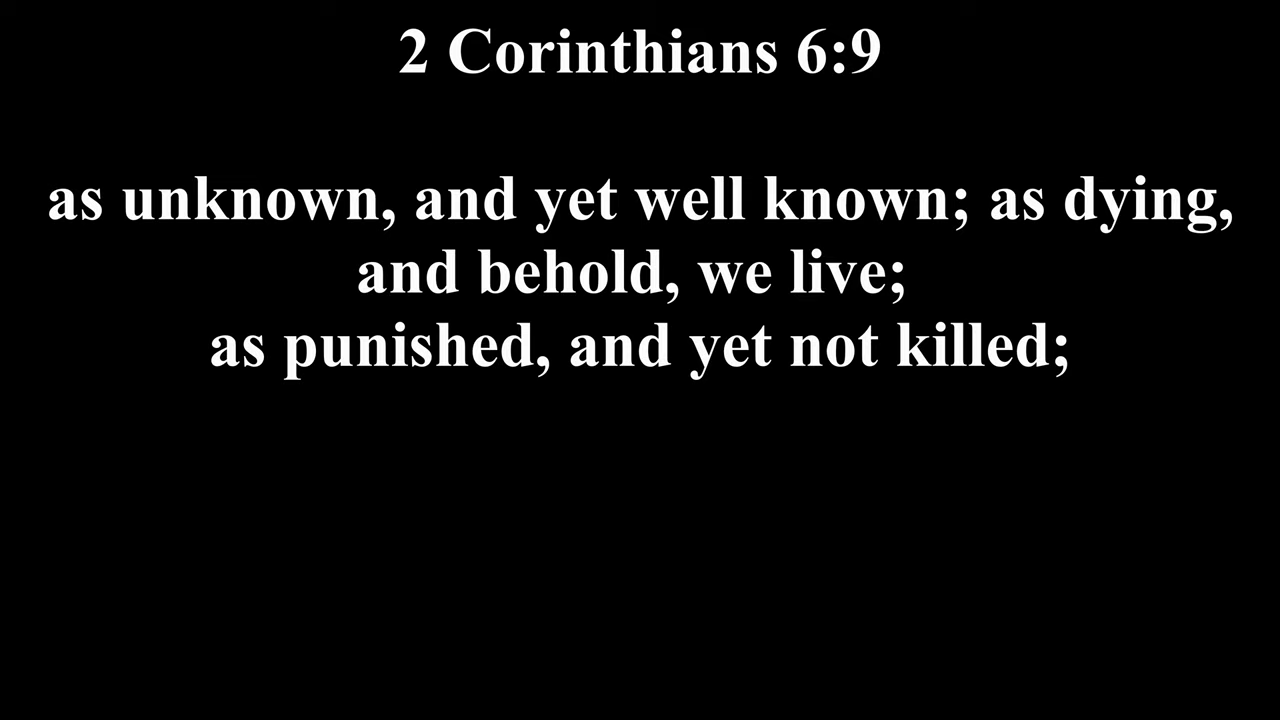 2 Corinthians 6:9
as unknown, and yet well known; as dying,
and behold, we live;
as punished, and yet not killed;